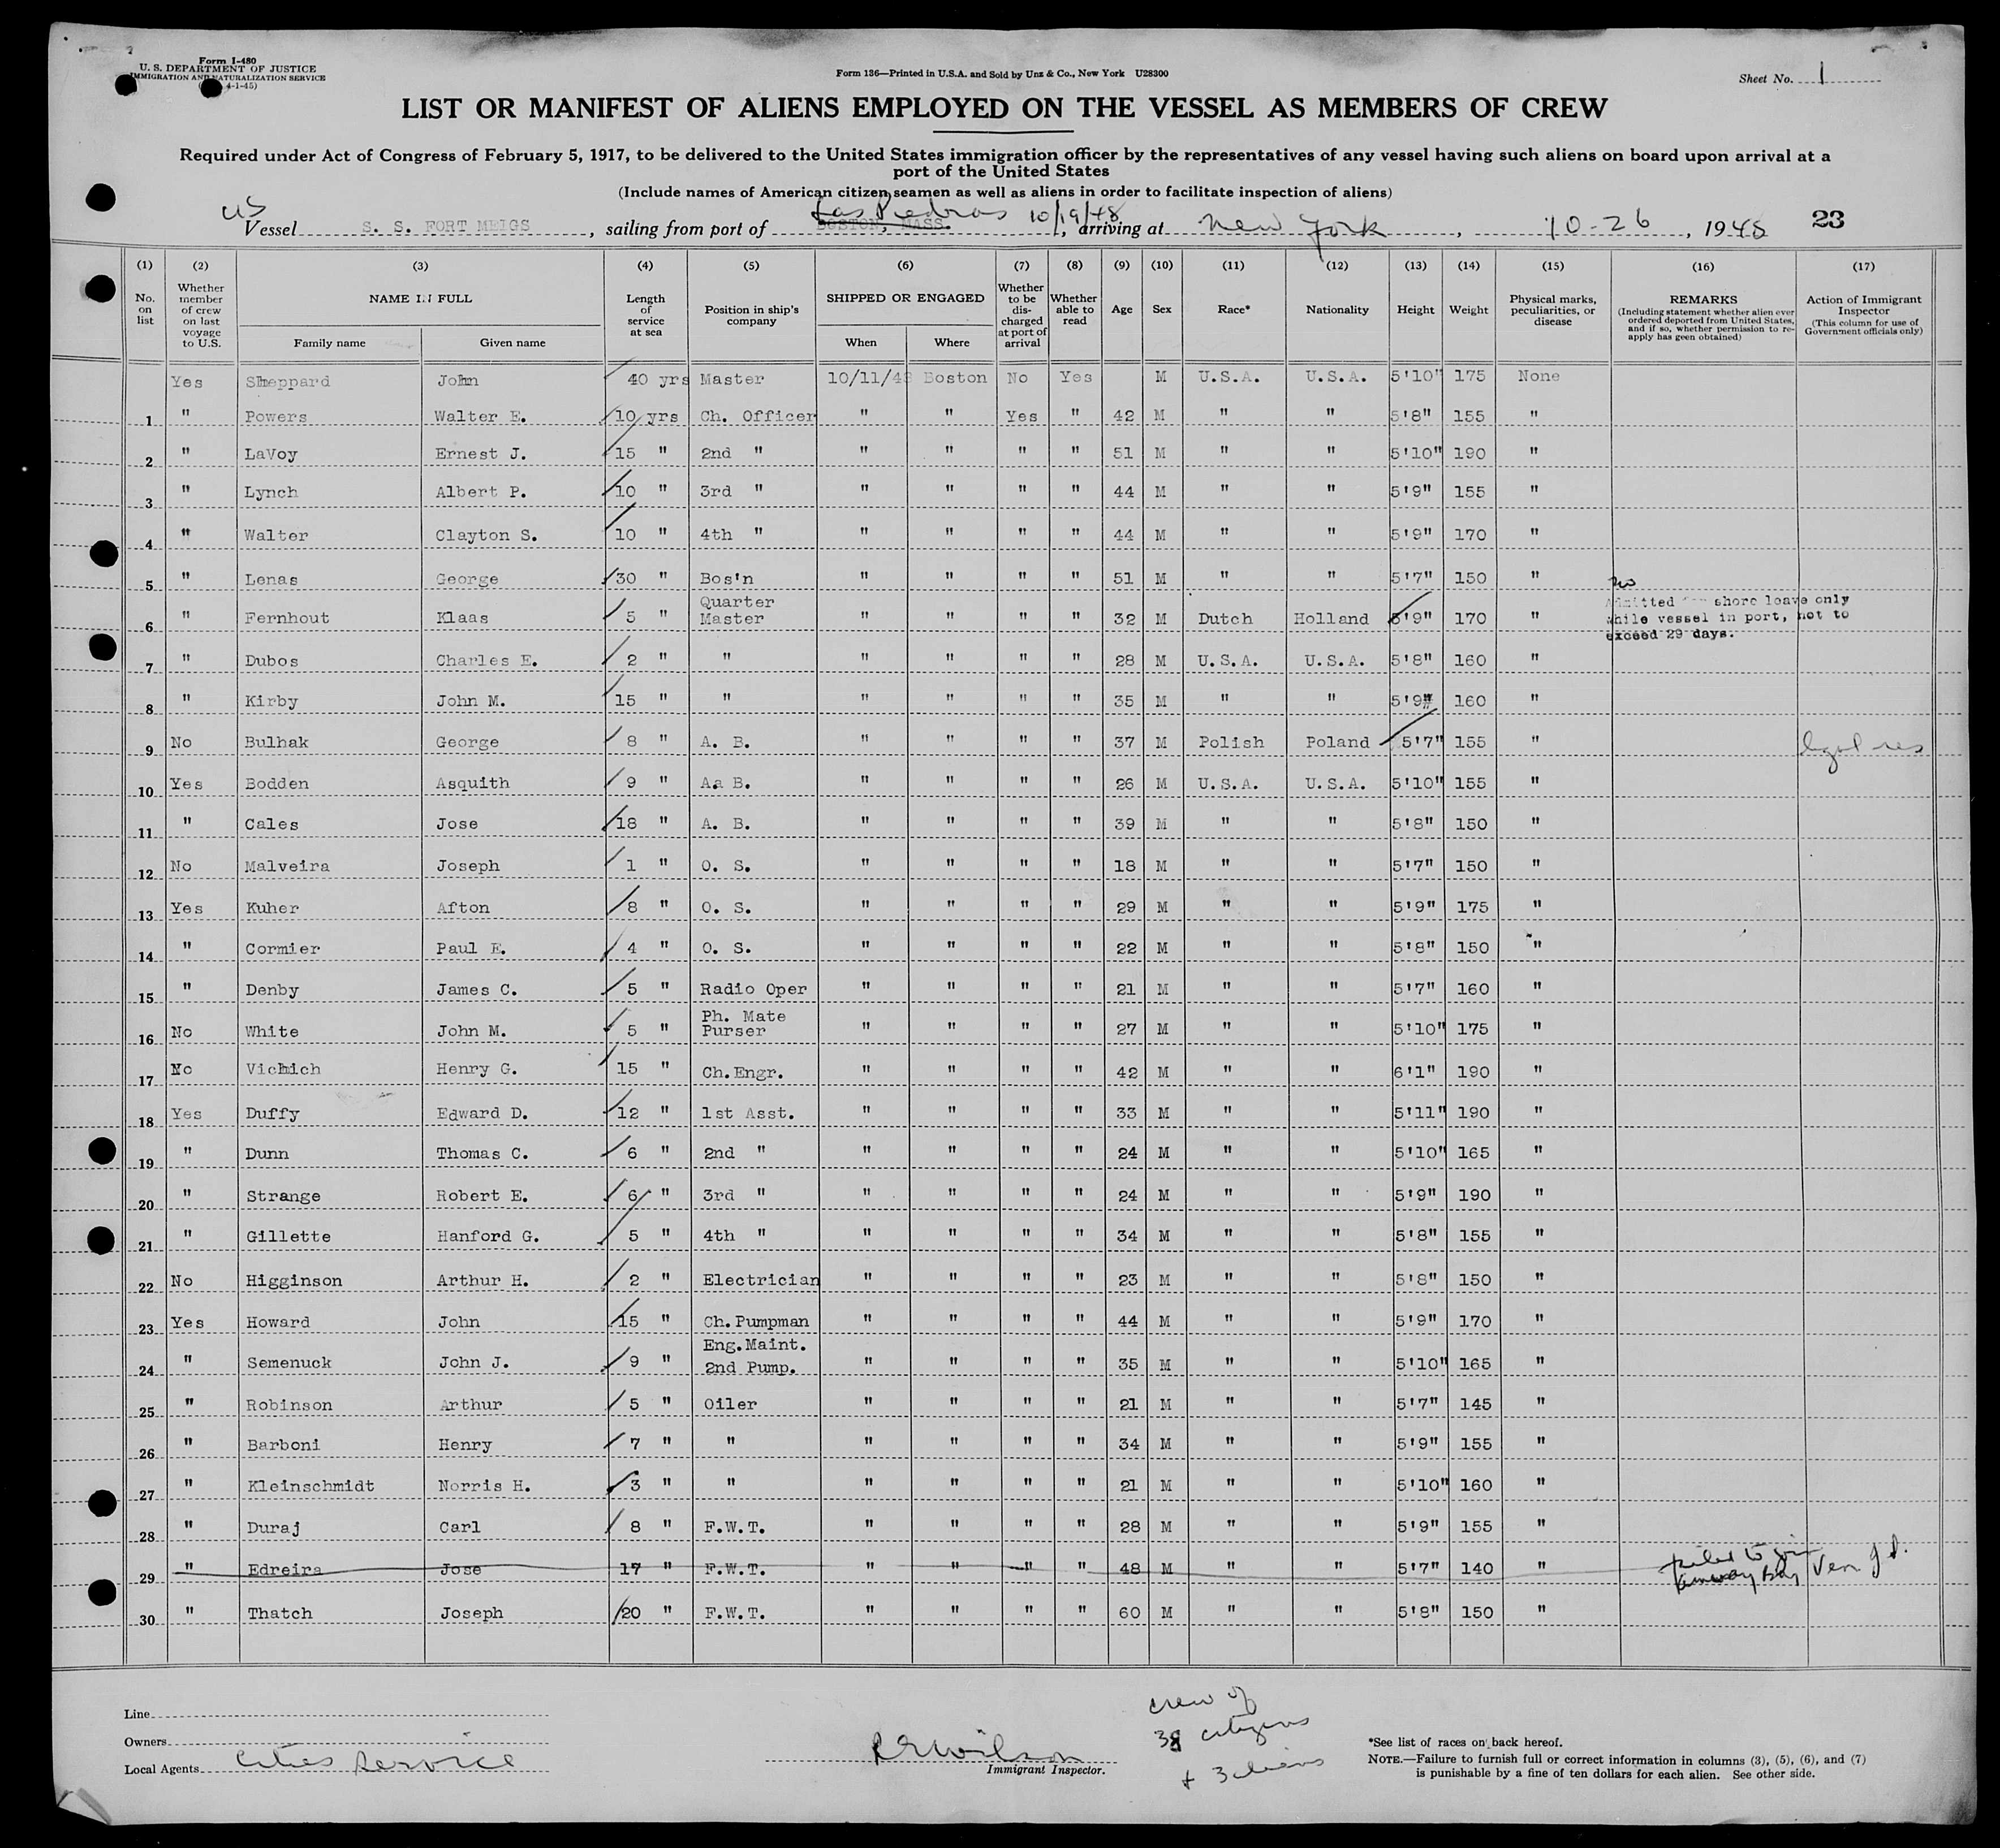 Form I-480
U. S. DEPARTMENT OF JUSTICE
IMMIGRATION AND NATURALIZATION SERVICE
4-1-45)
Form 136—Printed in U.S.A. and Sold by Unz & Co., New York U28300
Sheet No. 1
LIST OR MANIFEST OF ALIENS EMPLOYED ON THE VESSEL AS MEMBERS OF CREW
Required under Act of Congress of February 5, 1917, to be delivered to the United States immigration officer by the representatives of any vessel having such aliens on board upon arrival at a
port of the United States
(Include names of American citizen seamen as well as aliens in order to facilitate inspection of aliens)
US Las Piedras 10/19/48
Vessel S. S. FORT MEIGS, sailing from port of BOSTON, MASS., arriving at New York, 10-26, 1948 23
(1) (2) (3) (4) (5) (6) (7) (8) (9) (10) (11) (12) (13) (14) (15) (16) (17)
No. on list
Whether member of crew on last voyage to U.S.
NAME IN FULL
Family name Given name
Length of service at sea
Position in ship's company
SHIPPED OR ENGAGED
When Where
Whether to be discharged at port of arrival
Whether able to read
Age Sex Race* Nationality Height Weight
Physical marks, peculiarities, or disease
REMARKS
(Including statement whether alien ever ordered deported from United States, and if so, whether permission to reapply has geen obtained)
Action of Immigrant Inspector
(This column for use of Government officials only)
Yes Sheppard John 40 yrs Master 10/11/48 Boston No Yes M U.S.A. U.S.A. 5'10" 175 None
1 " Powers Walter E. 10 yrs Ch. Officer " " Yes " 42 M " " 5'8" 155 "
2 " LaVoy Ernest J. 15 " 2nd " " " " " 51 M " " 5'10" 190 "
3 " Lynch Albert P. 10 " 3rd " " " " " 44 M " " 5'9" 155 "
4 " Walter Clayton S. 10 " 4th " " " " " 44 M " " 5'9" 170 "
5 " Lenas George 30 " Bos'n " " " " 51 M " " 5'7" 150 "
6 " Fernhout Klaas 5 " Quarter Master " " " " 32 M Dutch Holland 5'9" 170 " no Admitted for shore leave only while vessel in port, not to exceed 29 days.
7 " Dubos Charles E. 2 " " " " " " 28 M U.S.A. U.S.A. 5'8" 160 "
8 " Kirby John M. 15 " " " " " " 35 M " " 5'9" 160 "
9 No Bulhak George 8 " A. B. " " " " 37 M Polish Poland 5'7" 155 " legal res
10 Yes Bodden Asquith 9 " Aa B. " " " " 26 M U.S.A. U.S.A. 5'10" 155 "
11 " Cales Jose 18 " A. B. " " " " 39 M " " 5'8" 150 "
12 No Malveira Joseph 1 " O. S. " " " " 18 M " " 5'7" 150 "
13 Yes Kuher Afton 8 " O. S. " " " " 29 M " " 5'9" 175 "
14 " Cormier Paul E. 4 " O. S. " " " " 22 M " " 5'8" 150 "
15 " Denby James C. 5 " Radio Oper " " " " 21 M " " 5'7" 160 "
16 No White John M. 5 " Ph. Mate Purser " " " " 27 M " " 5'10" 175 "
17 No Vichich Henry G. 15 " Ch.Engr. " " " " 42 M " " 6'1" 190 "
18 Yes Duffy Edward D. 12 " 1st Asst. " " " " 33 M " " 5'11" 190 "
19 " Dunn Thomas C. 6 " 2nd " " " " " 24 M " " 5'10" 165 "
20 " Strange Robert E. 6 " 3rd " " " " " 24 M " " 5'9" 190 "
21 " Gillette Hanford G. 5 " 4th " " " " " 34 M " " 5'8" 155 "
22 No Higginson Arthur H. 2 " Electrician " " " " 23 M " " 5'8" 150 "
23 Yes Howard John 15 " Ch.Pumpman " " " " 44 M " " 5'9" 170 "
24 " Semenuck John J. 9 " Eng.Maint. 2nd Pump. " " " " 35 M " " 5'10" 165 "
25 " Robinson Arthur 5 " Oiler " " " " 21 M " " 5'7" 145 "
26 " Barboni Henry 7 " " " " " " 34 M " " 5'9" 155 "
27 " Kleinschmidt Norris H. 3 " " " " " " 21 M " " 5'10" 160 "
28 " Duraj Carl 8 " F.W.T. " " " " 28 M " " 5'9" 155 "
29 " Edreira Jose 17 " F.W.T. " " " " 48 M " " 5'7" 140 " failed to join
30 " Thatch Joseph 20 " F.W.T. " " " " 60 M " " 5'8" 150 "
Line
Owners
Local Agents Cities Service
Immigrant Inspector.
crew of
38 citizens
+ 3 aliens
*See list of races on back hereof.
NOTE.—Failure to furnish full or correct information in columns (3), (5), (6), and (7)
is punishable by a fine of ten dollars for each alien. See other side.